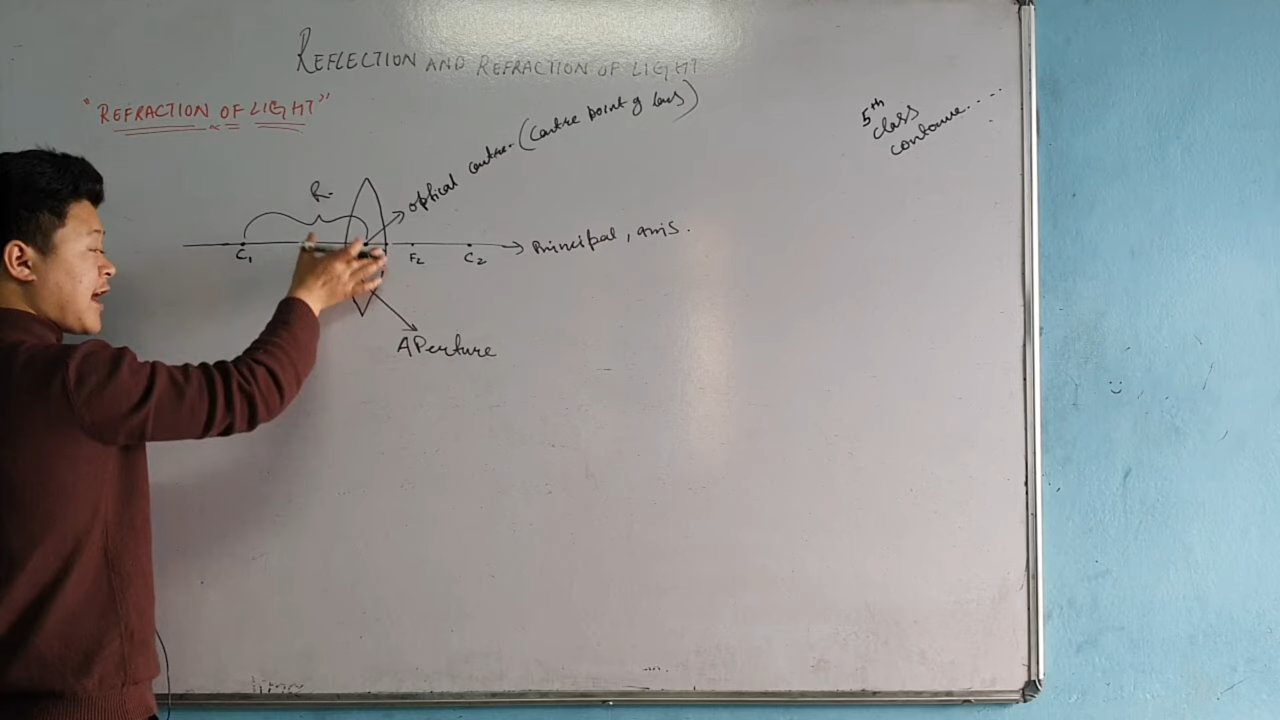 REFLECTION AND REFRACTION OF LIGHT
"REFRACTION OF LIGHT"
5th
class
continue....
optical centre. (Centre point of lens)
R.
Principal, axis.
C1
F2
C2
APerture